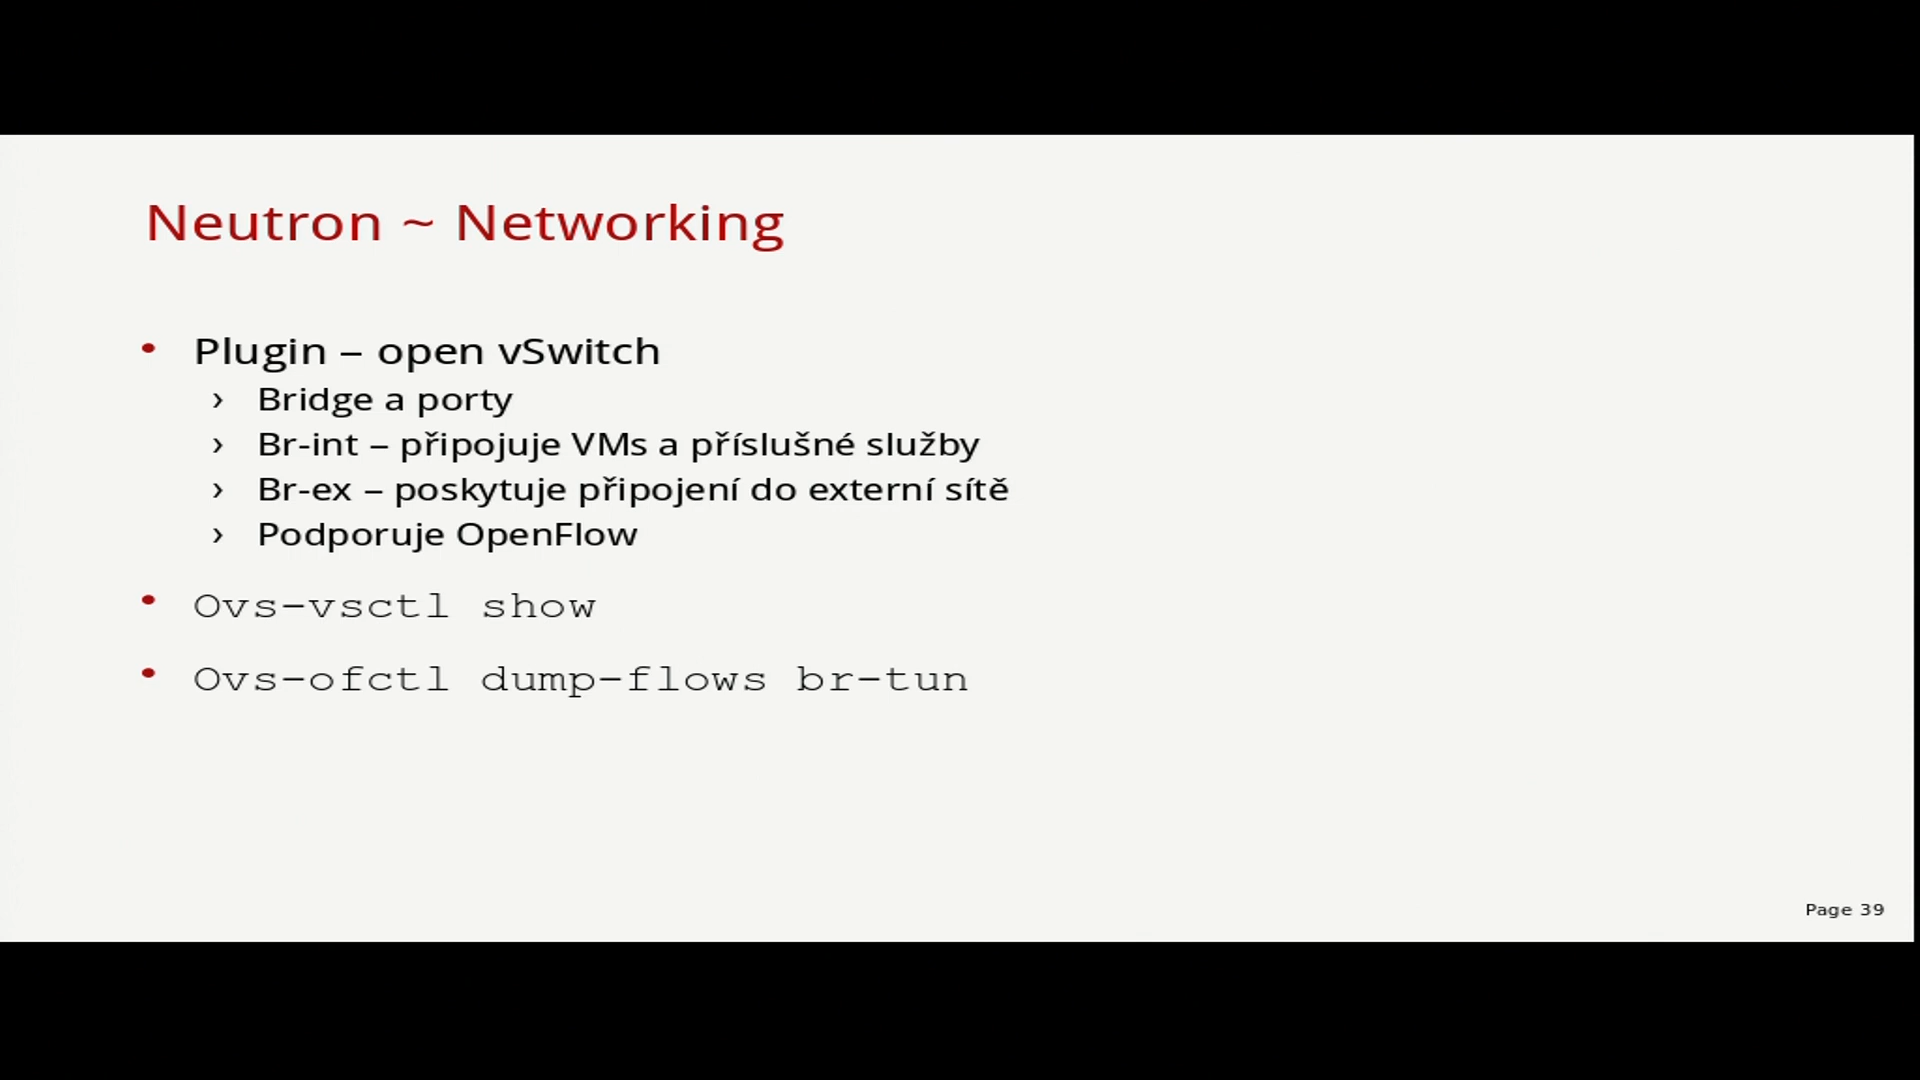 Neutron ~ Networking
• Plugin – open vSwitch
› Bridge a porty
› Br-int – připojuje VMs a příslušné služby
› Br-ex – poskytuje připojení do externí sítě
› Podporuje OpenFlow
• Ovs-vsctl show
• Ovs-ofctl dump-flows br-tun
Page 39